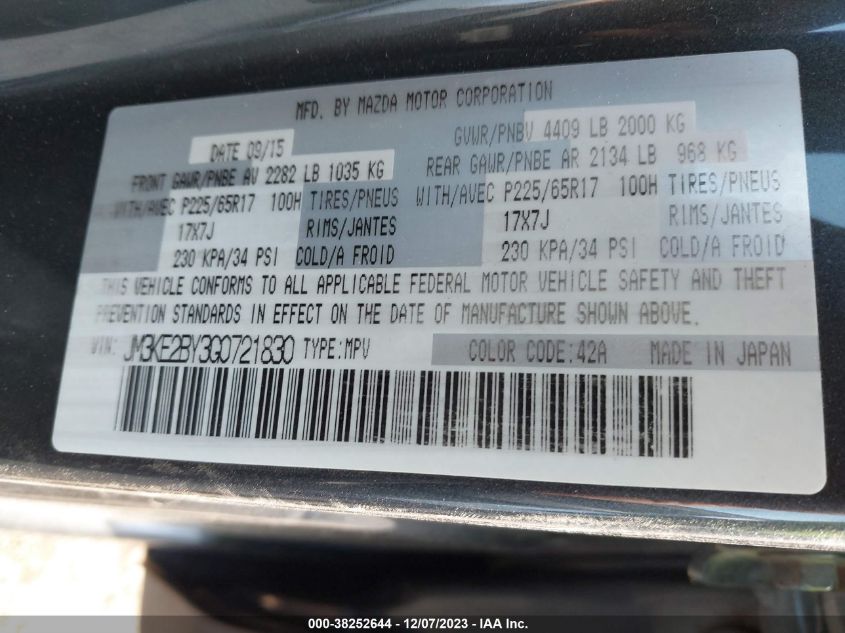 MFD. BY MAZDA MOTOR CORPORATION
DATE 09/15 GVWR/PNBV 4409 LB 2000 KG
FRONT GAWR/PNBE AV 2282 LB 1035 KG REAR GAWR/PNBE AR 2134 LB 968 KG
WITH/AVEC P225/65R17 100H TIRES/PNEUS WITH/AVEC P225/65R17 100H TIRES/PNEUS
17X7J RIMS/JANTES 17X7J RIMS/JANTES
230 KPA/34 PSI COLD/A FROID 230 KPA/34 PSI COLD/A FROID
THIS VEHICLE CONFORMS TO ALL APPLICABLE FEDERAL MOTOR VEHICLE SAFETY AND THEFT
PREVENTION STANDARDS IN EFFECT ON THE DATE OF MANUFACTURE SHOWN ABOVE.
VIN: JM3KE2BY3G0721830 TYPE:MPV COLOR CODE:42A MADE IN JAPAN
000-38252644 - 12/07/2023 - IAA Inc.